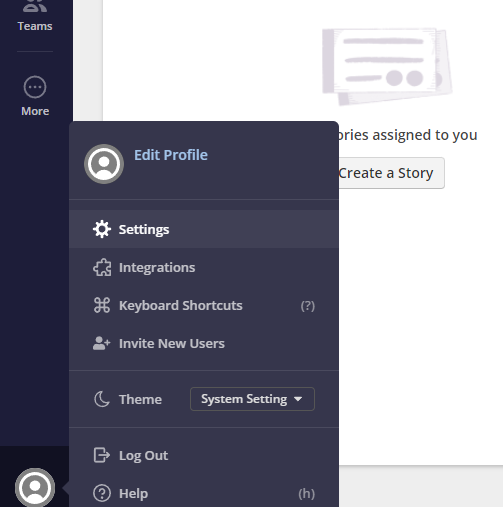 Teams
More
ories assigned to you
Create a Story
Edit Profile
Settings
Integrations
Keyboard Shortcuts (?)
Invite New Users
Theme System Setting
Log Out
Help (h)